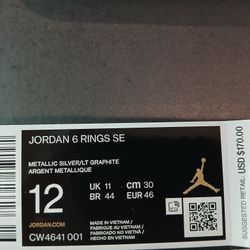 JORDAN 6 RINGS SE
METALLIC SILVER/LT GRAPHITE
ARGENT METALLIQUE
12
UK 11
cm 30
BR 44
EUR 46
JORDAN.COM
CW4641 001
MADE IN VIETNAM /
FABRIQUÉ AU VIETNAM /
FABRICADO NO VIETNÃ /
HECHO EN VIETNAM
SUGGESTED RETAIL: USD $170.00